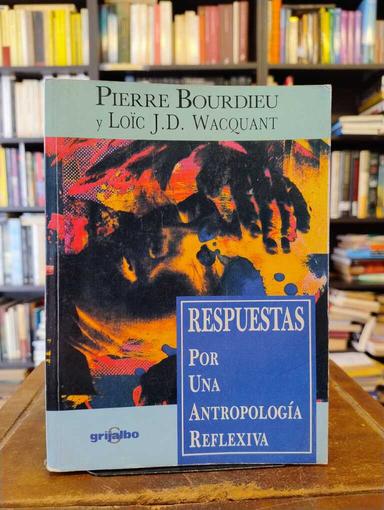 PIERRE BOURDIEU
y LOÏC J.D. WACQUANT
RESPUESTAS
POR
UNA
ANTROPOLOGÍA
REFLEXIVA
grijalbo